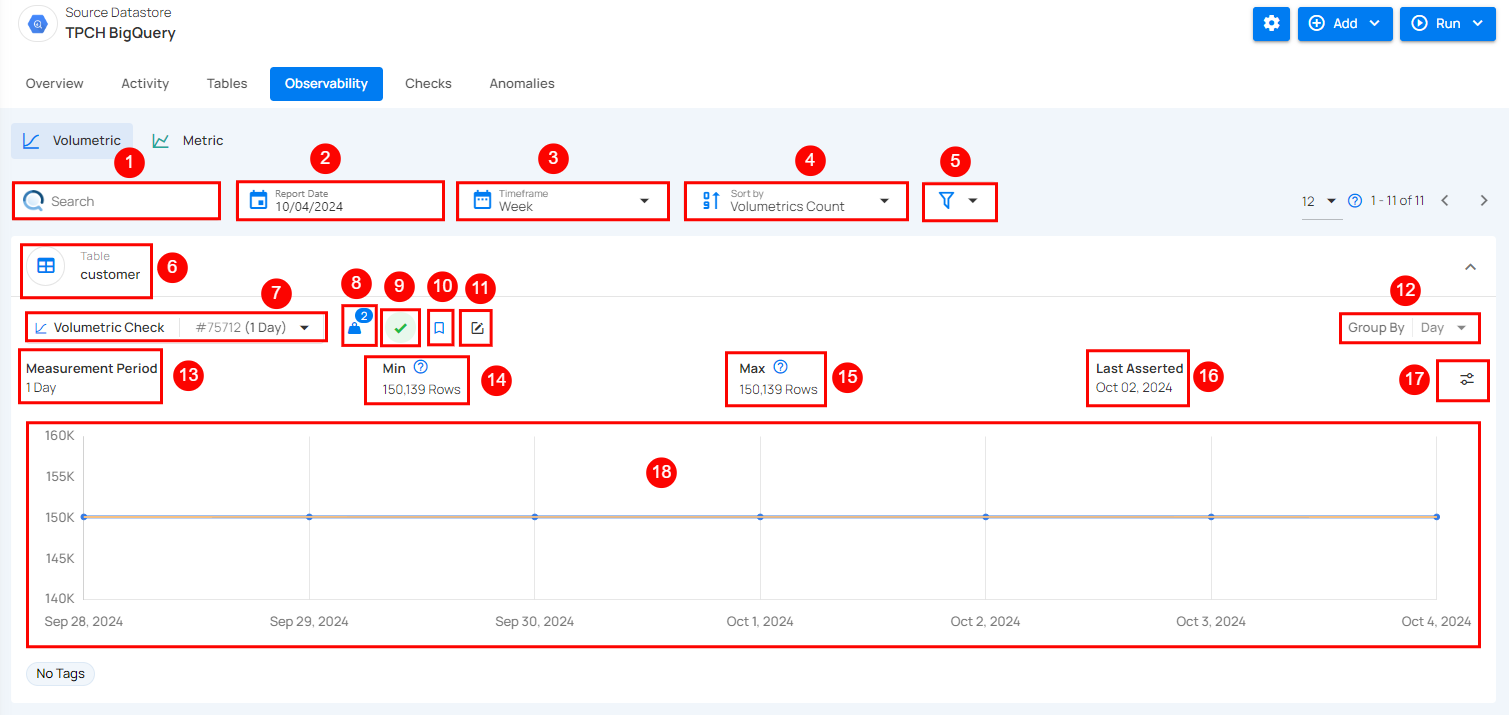 Source Datastore
TPCH BigQuery
Add
Run
Overview Activity Tables Observability Checks Anomalies
Volumetric Metric
1 2 3 4 5
Search
Report Date
10/04/2024
Timeframe
Week
Sort by
Volumetrics Count
12 1 - 11 of 11
Table
customer
6
7 8 9 10 11 12
Volumetric Check #75712 (1 Day)
2
Group By Day
Measurement Period
1 Day
13
Min
150,139 Rows
14
Max
150,139 Rows
15
Last Asserted
Oct 02, 2024
16
17
18
160K
155K
150K
145K
140K
Sep 28, 2024 Sep 29, 2024 Sep 30, 2024 Oct 1, 2024 Oct 2, 2024 Oct 3, 2024 Oct 4, 2024
No Tags